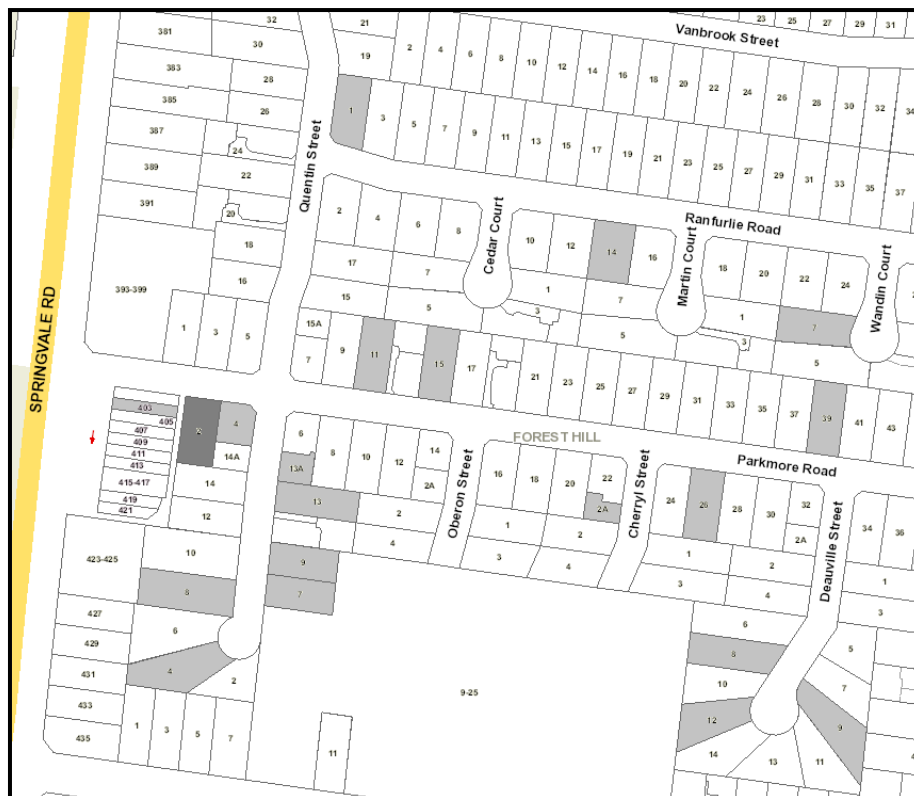 32
21
23 25 27 29 31
381
30
Vanbrook Street
19
2 4 6 8 10 12 14 16 18 20 22 24 26 28 30 32 34
383
28
385
26
1 3 5 7 9 11 13 15 17 19 21 23 25 27 29 31 33 35 37
387
24
389
22
Quentin Street
391
20
2 4 6 8
Cedar Court
10 12 14 16
Ranfurlie Road
Martin Court
18 20 22 24
Wandin Court
18
17
7
16
1
7
393-399
15
5
3
5
1
7
3
5
1 3 5
15A
7 9 11 15 17 21 23 25 27 29 31 33 35 37 39 41 43
SPRINGVALE RD
403
405
407
409
411
413
415-417
419
421
2
4
14A
14
12
6 8 10 12 14
2A
13A
13
2
4
FOREST HILL
Parkmore Road
Oberon Street
16 18 20 22
2A
1
2
3
4
Cherryl Street
24 26 28 30 32
2A
1
2
3
4
Deauville Street
34 36
1
3
423-425
10
9
8
7
427
6
429
4
2
431
433
435
1 3 5 7
9-25
11
6
8
10
12
14
13
11
9
7
5